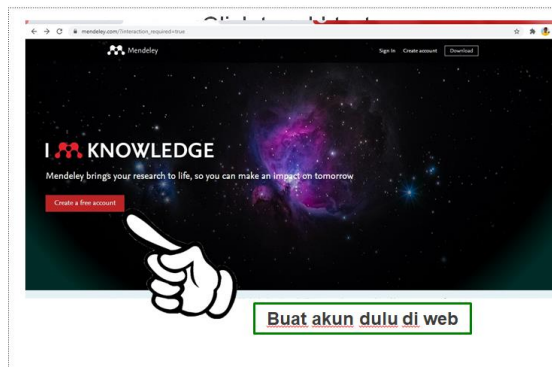 mendeley.com/?interaction_required=true
Mendeley
Sign In Create account Download
I KNOWLEDGE
Mendeley brings your research to life, so you can make an impact on tomorrow
Create a free account
Buat akun dulu di web